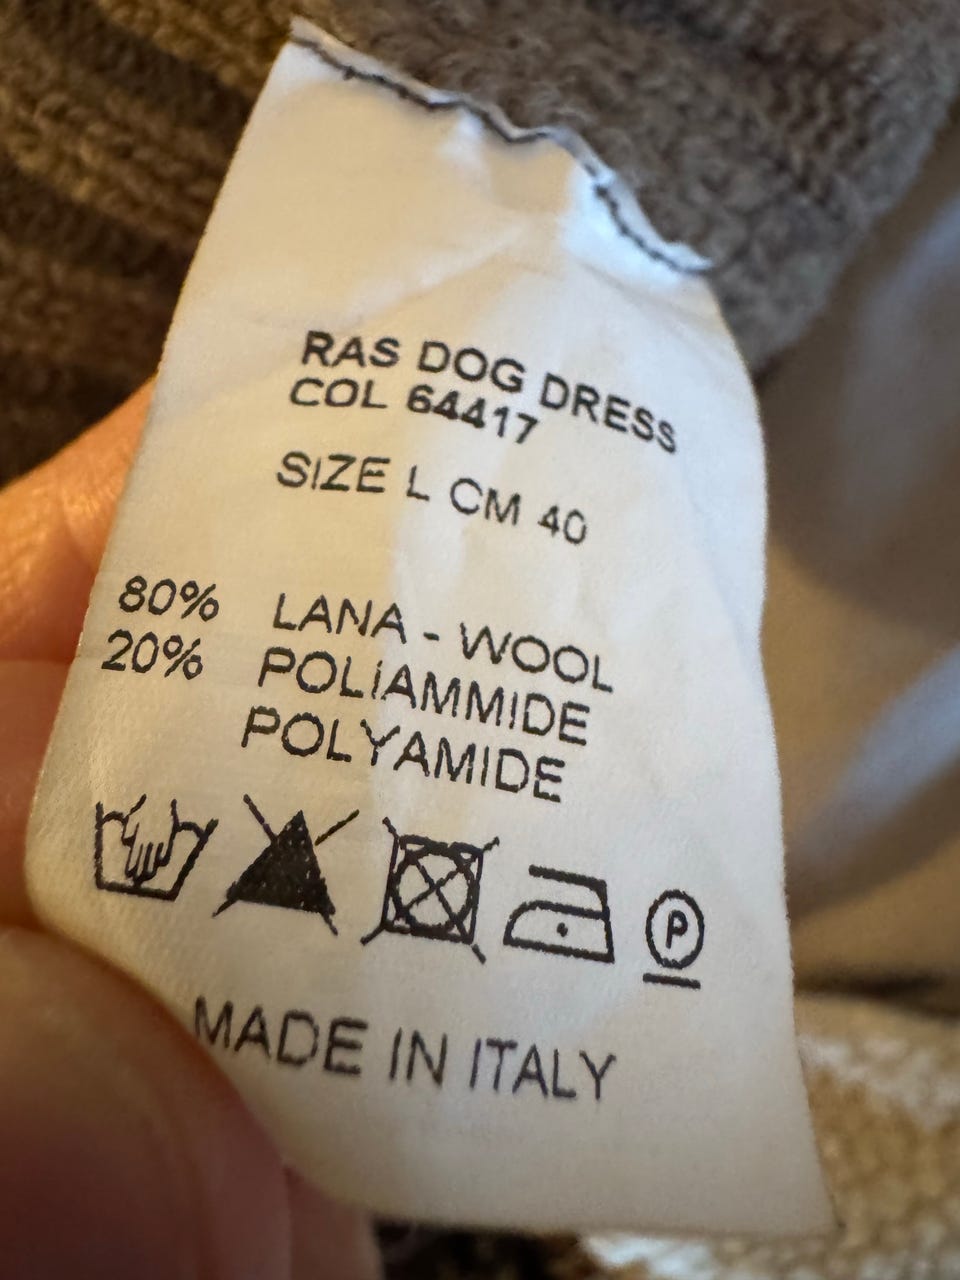 RAS DOG DRESS
COL 64417
SIZE L CM 40
80% LANA - WOOL
20% POLIAMMIDE
POLYAMIDE
P
MADE IN ITALY